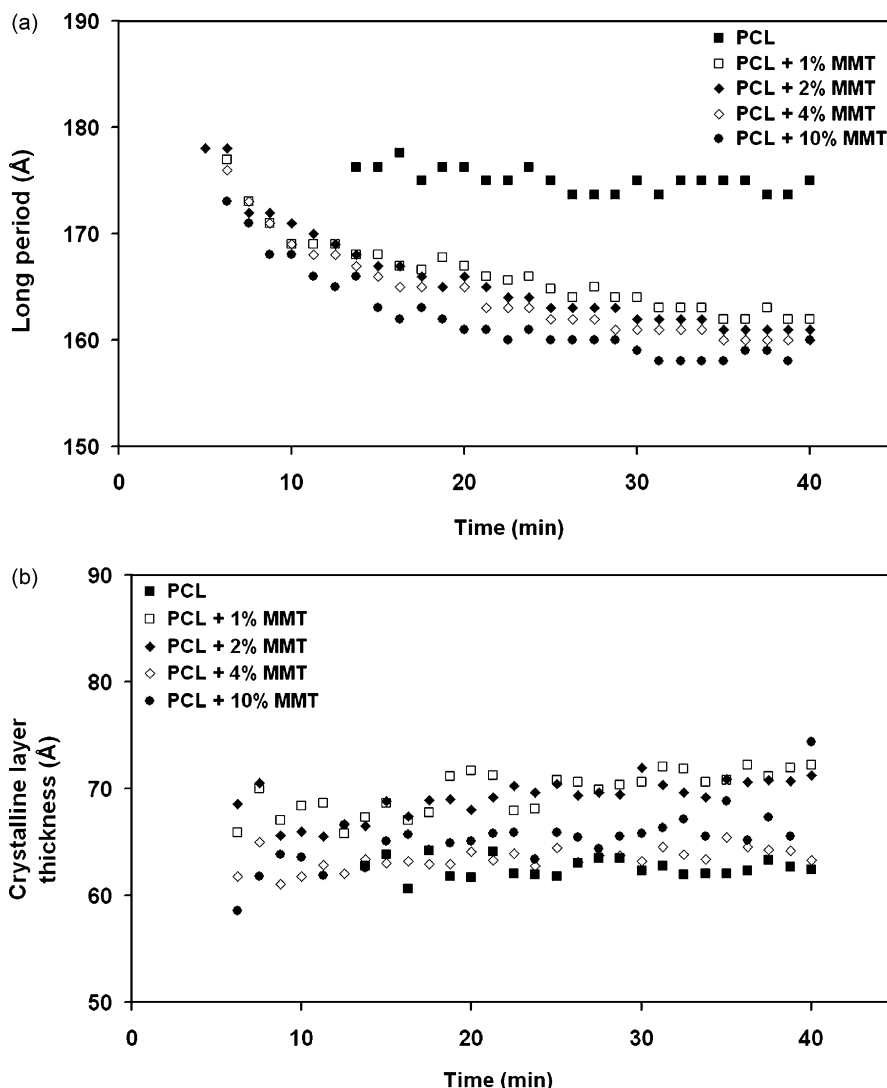 (a)
190
180
170
160
150
Long period (Å)
PCL
PCL + 1% MMT
PCL + 2% MMT
PCL + 4% MMT
PCL + 10% MMT
0 10 20 30 40
Time (min)
(b)
90
80
70
60
50
Crystalline layer
thickness (Å)
PCL
PCL + 1% MMT
PCL + 2% MMT
PCL + 4% MMT
PCL + 10% MMT
0 10 20 30 40
Time (min)